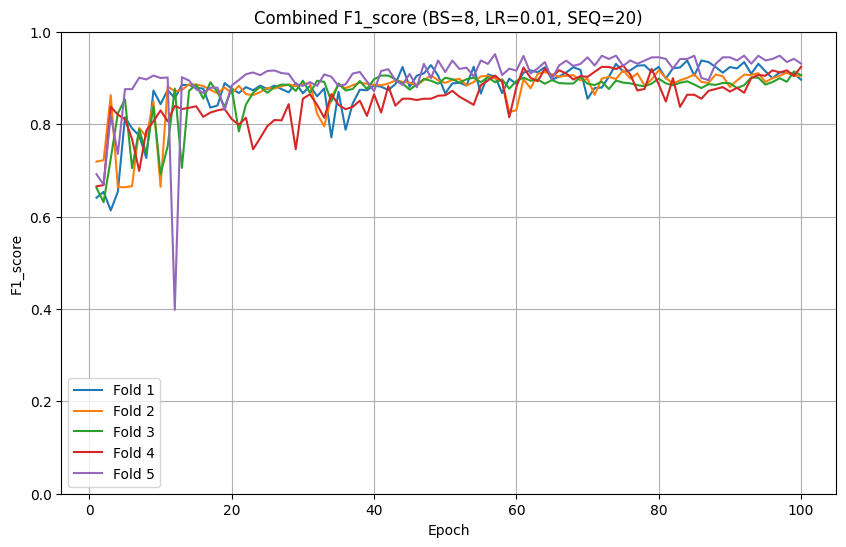 Combined F1_score (BS=8, LR=0.01, SEQ=20)
1.0
0.8
0.6
0.4
0.2
0.0
F1_score
Fold 1
Fold 2
Fold 3
Fold 4
Fold 5
0 20 40 60 80 100
Epoch